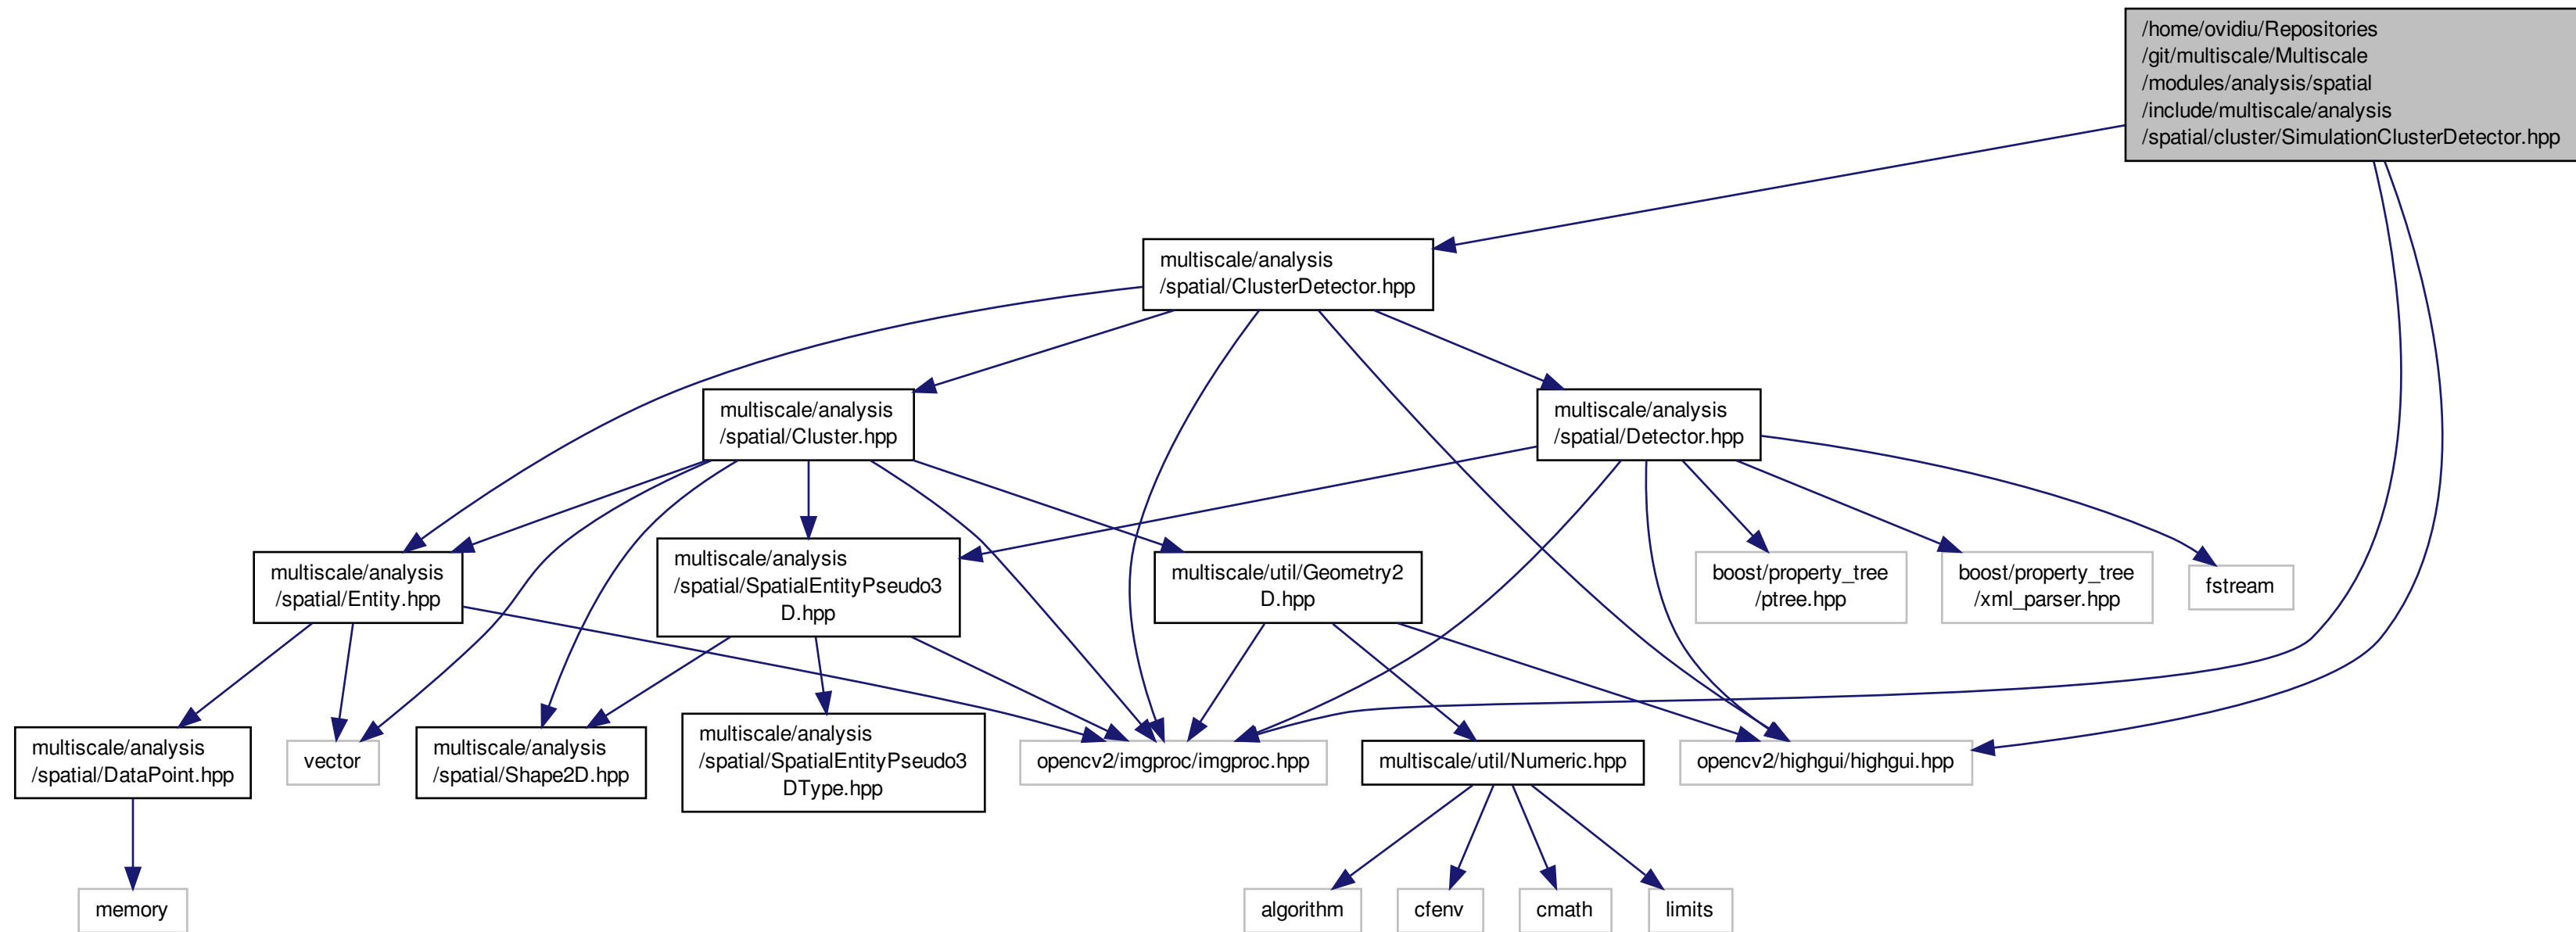 /home/ovidiu/Repositories
/git/multiscale/Multiscale
/modules/analysis/spatial
/include/multiscale/analysis
/spatial/cluster/SimulationClusterDetector.hpp
multiscale/analysis
/spatial/ClusterDetector.hpp
multiscale/analysis
/spatial/Cluster.hpp
multiscale/analysis
/spatial/Detector.hpp
multiscale/analysis
/spatial/Entity.hpp
multiscale/analysis
/spatial/SpatialEntityPseudo3
D.hpp
multiscale/util/Geometry2
D.hpp
boost/property_tree
/ptree.hpp
boost/property_tree
/xml_parser.hpp
fstream
multiscale/analysis
/spatial/DataPoint.hpp
vector
multiscale/analysis
/spatial/Shape2D.hpp
multiscale/analysis
/spatial/SpatialEntityPseudo3
DType.hpp
opencv2/imgproc/imgproc.hpp
multiscale/util/Numeric.hpp
opencv2/highgui/highgui.hpp
memory
algorithm
cfenv
cmath
limits